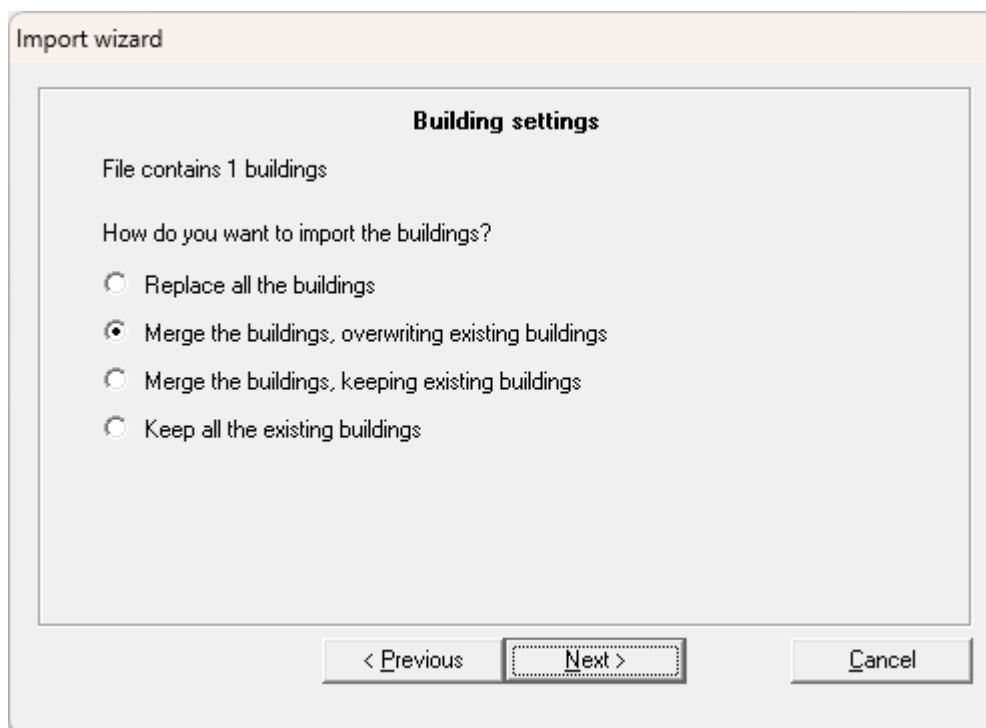 Import wizard
Building settings
File contains 1 buildings
How do you want to import the buildings?
Replace all the buildings
Merge the buildings, overwriting existing buildings
Merge the buildings, keeping existing buildings
Keep all the existing buildings
< Previous Next > Cancel